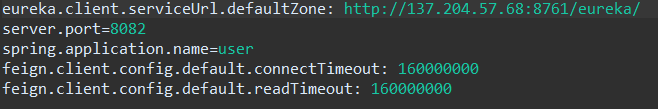 eureka.client.serviceUrl.defaultZone: http://137.204.57.68:8761/eureka/
server.port=8082
spring.application.name=user
feign.client.config.default.connectTimeout: 160000000
feign.client.config.default.readTimeout: 160000000